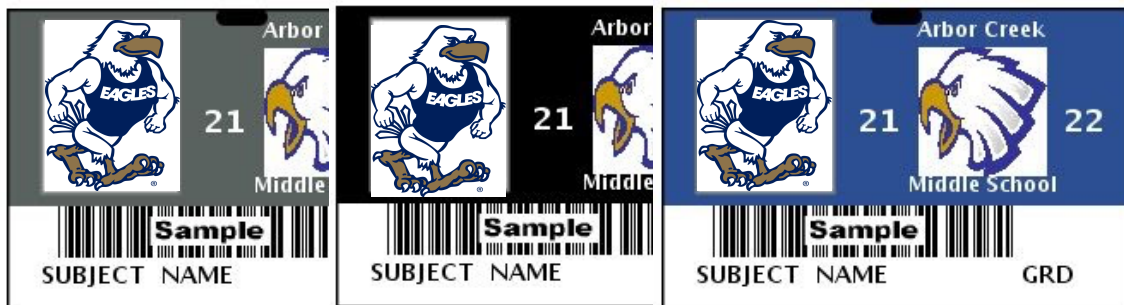 Arbor
EAGLES
21
Middle
Sample
SUBJECT NAME
Arbor
EAGLES
21
Middle
Sample
SUBJECT NAME
Arbor Creek
EAGLES
21 22
Middle School
Sample
SUBJECT NAME GRD